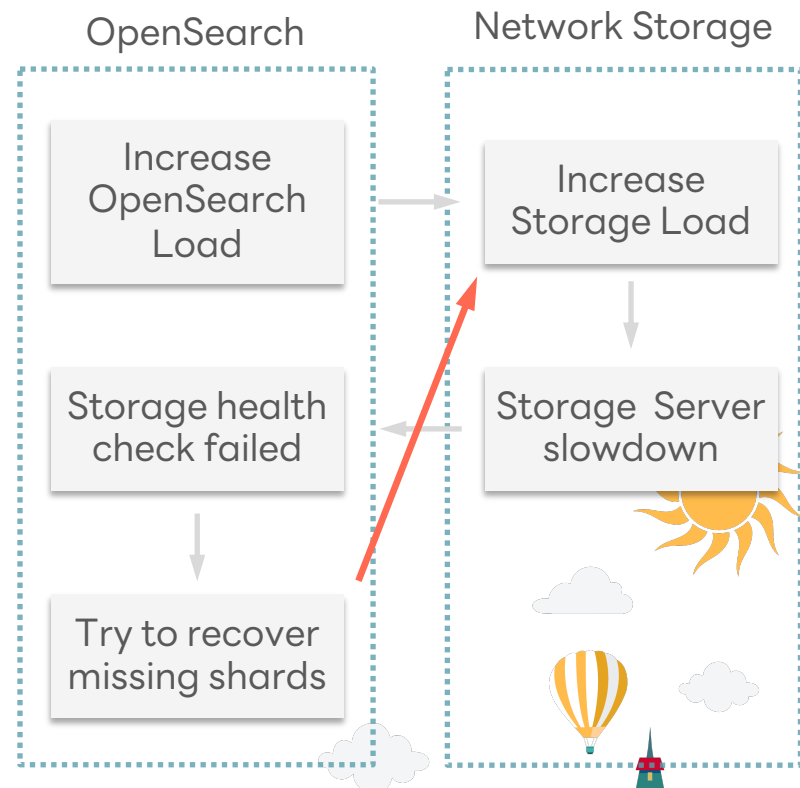 OpenSearch
Network Storage
Increase
OpenSearch
Load
Increase
Storage Load
Storage health
check failed
Storage Server
slowdown
Try to recover
missing shards